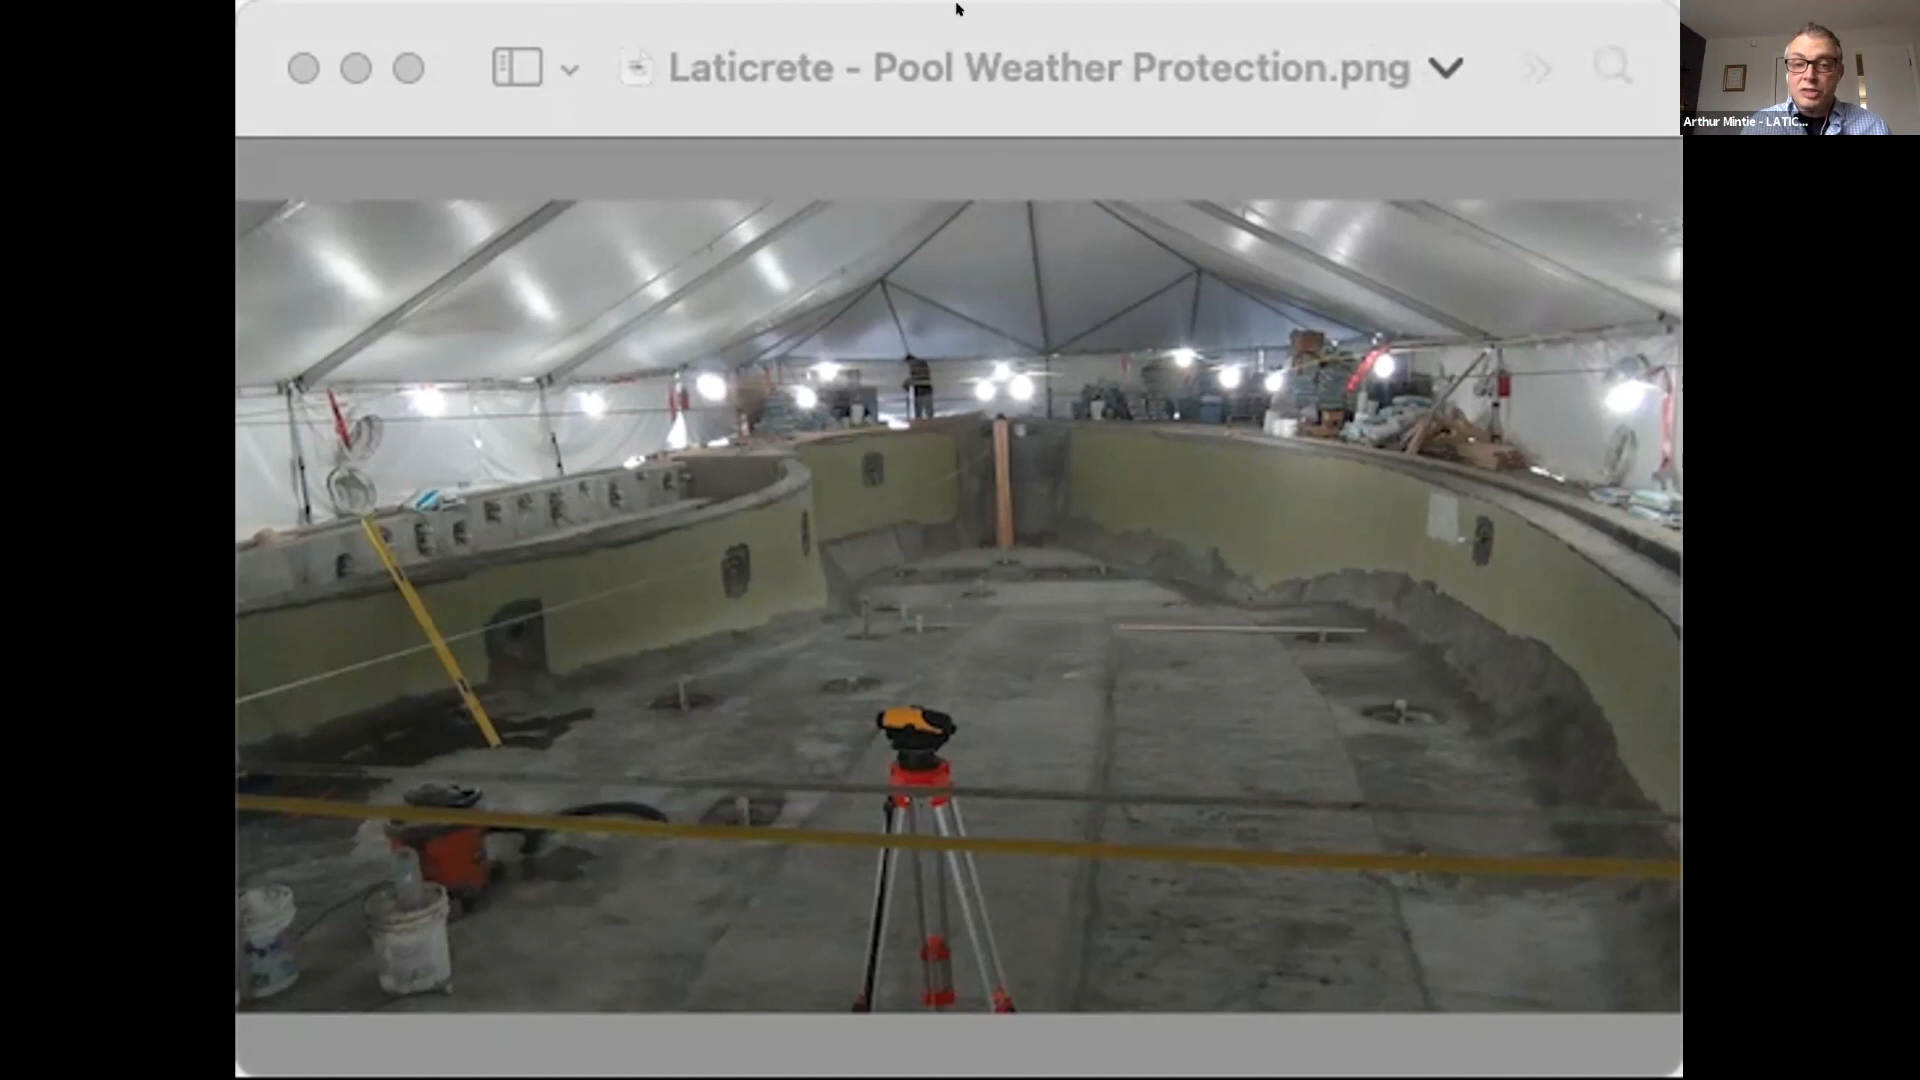 Laticrete - Pool Weather Protection.png
Arthur Mintie - LATIC...